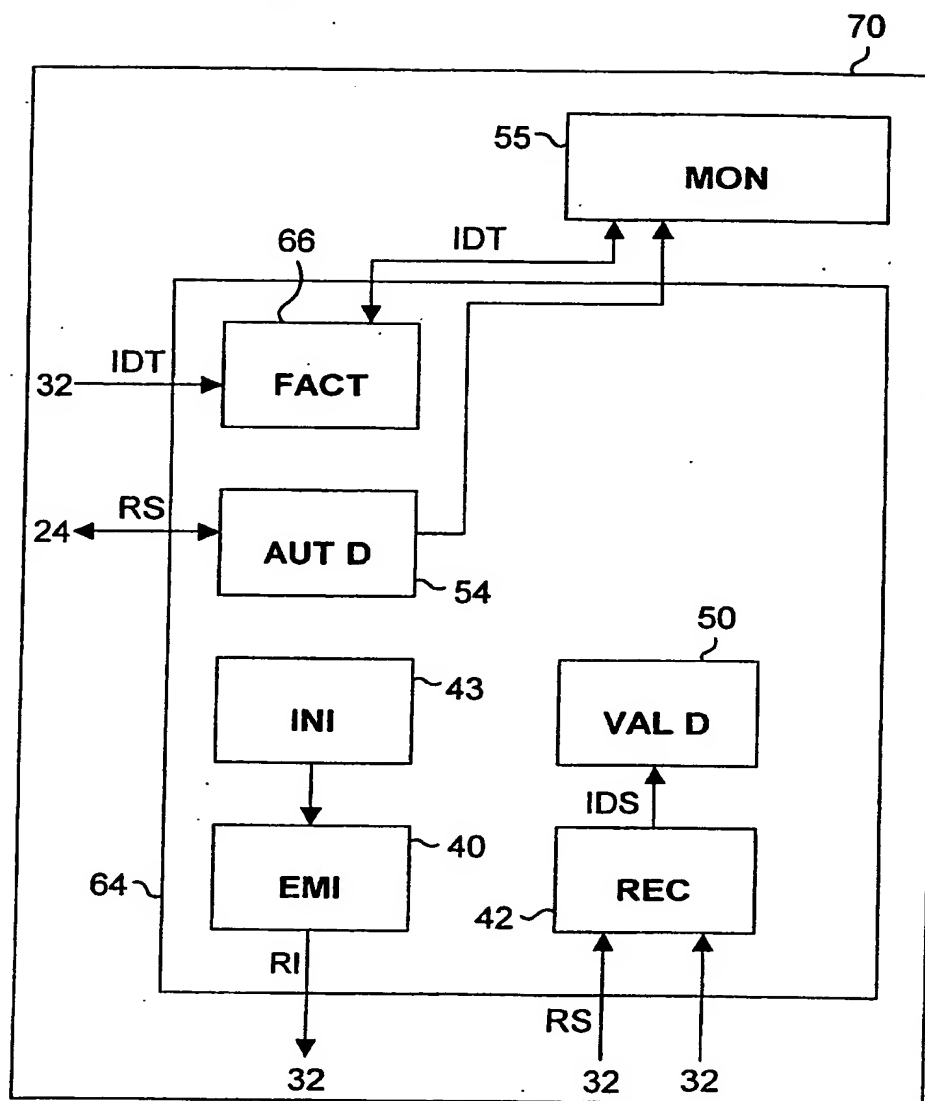 70
55
MON
66
IDT
IDT
32
FACT
RS
24
AUT D
54
50
43
INI
VAL D
IDS
40
EMI
64
REC
42
RI
RS
32
32
32